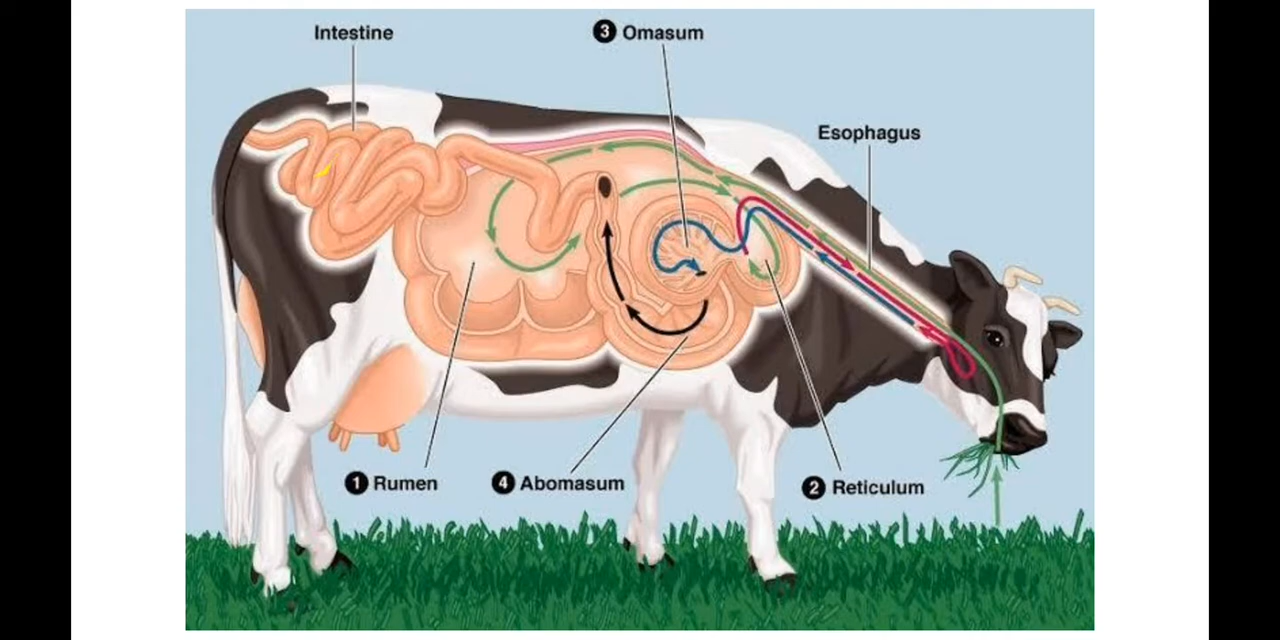 Intestine
3 Omasum
Esophagus
1 Rumen
4 Abomasum
2 Reticulum